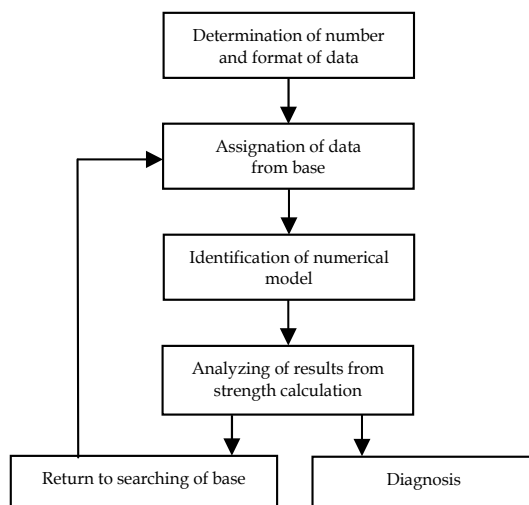 Determination of number
and format of data
Assignation of data
from base
Identification of numerical
model
Analyzing of results from
strength calculation
Return to searching of base
Diagnosis